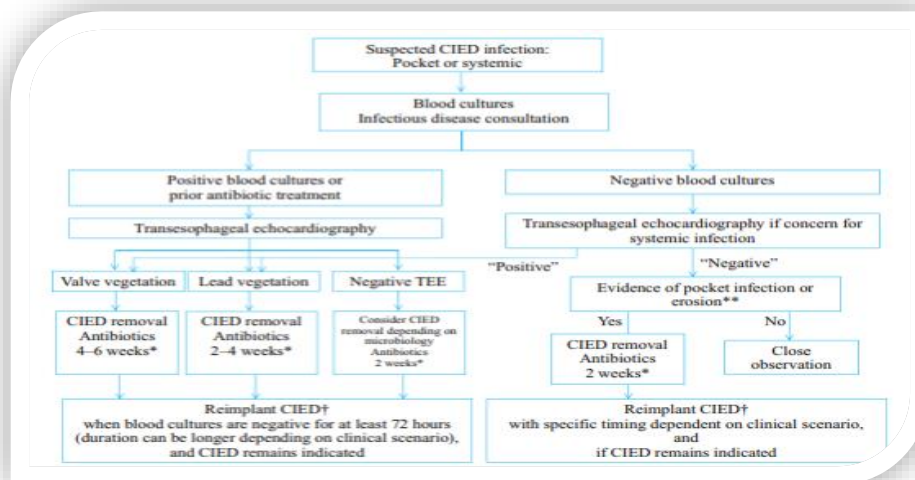 Suspected CIED infection:
Pocket or systemic
Blood cultures
Infectious disease consultation
Positive blood cultures or
prior antibiotic treatment
Negative blood cultures
Transesophageal echocardiography
Transesophageal echocardiography if concern for
systemic infection
"Positive"
"Negative"
Valve vegetation
Lead vegetation
Negative TEE
Evidence of pocket infection or
erosion**
CIED removal
Antibiotics
4–6 weeks*
CIED removal
Antibiotics
2–4 weeks*
Consider CIED
removal depending on
microbiology
Antibiotics
2 weeks*
Yes
No
CIED removal
Antibiotics
2 weeks*
Close
observation
Reimplant CIED†
when blood cultures are negative for at least 72 hours
(duration can be longer depending on clinical scenario),
and CIED remains indicated
Reimplant CIED†
with specific timing dependent on clinical scenario,
and
if CIED remains indicated